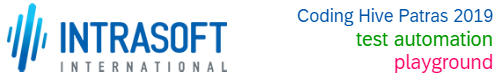 INTRASOFT
INTERNATIONAL
Coding Hive Patras 2019
test automation
playground